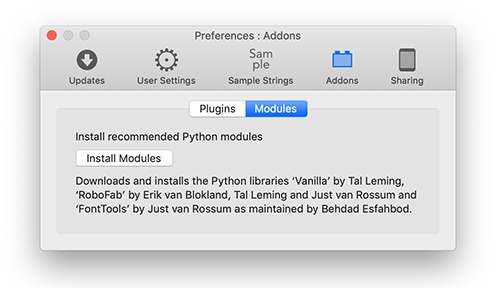 Preferences : Addons
Sam
ple
Updates
User Settings
Sample Strings
Addons
Sharing
Plugins
Modules
Install recommended Python modules
Install Modules
Downloads and installs the Python libraries ‘Vanilla’ by Tal Leming,
‘RoboFab’ by Erik van Blokland, Tal Leming and Just van Rossum and
‘FontTools’ by Just van Rossum as maintained by Behdad Esfahbod.